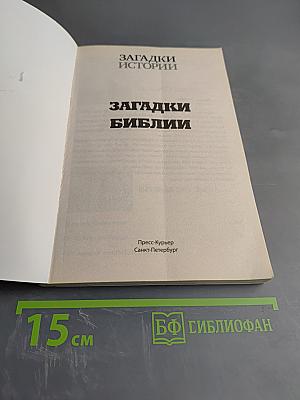 ЗАГАДКИ
ИСТОРИИ
ЗАГАДКИ
БИБЛИИ
Пресс-Курьер
Санкт-Петербург
15 см
БФ БИБЛИОФАН